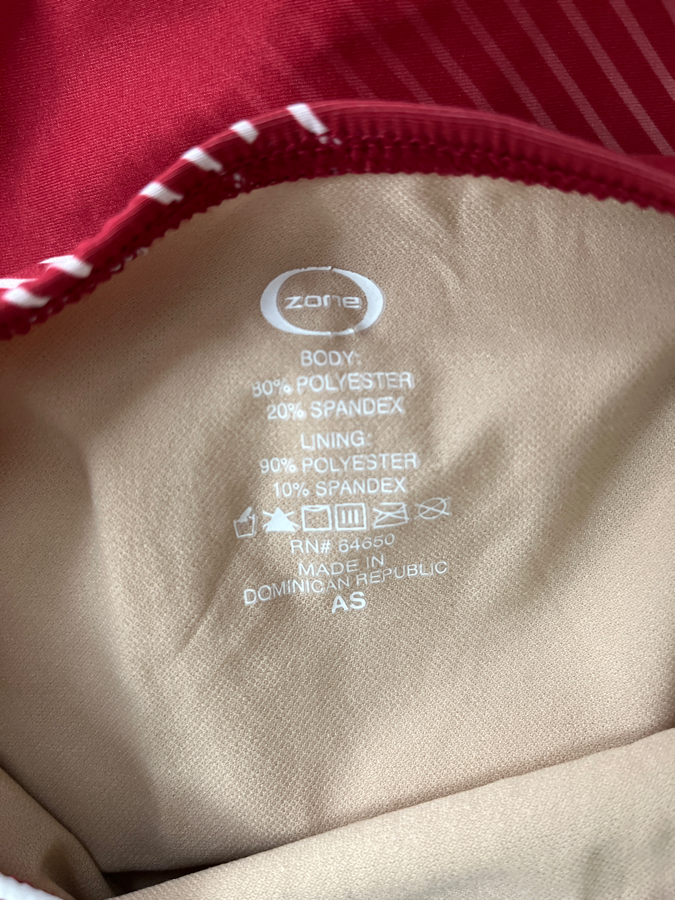 zone
BODY:
80% POLYESTER
20% SPANDEX
LINING:
90% POLYESTER
10% SPANDEX
RN# 64650
MADE IN
DOMINICAN REPUBLIC
AS